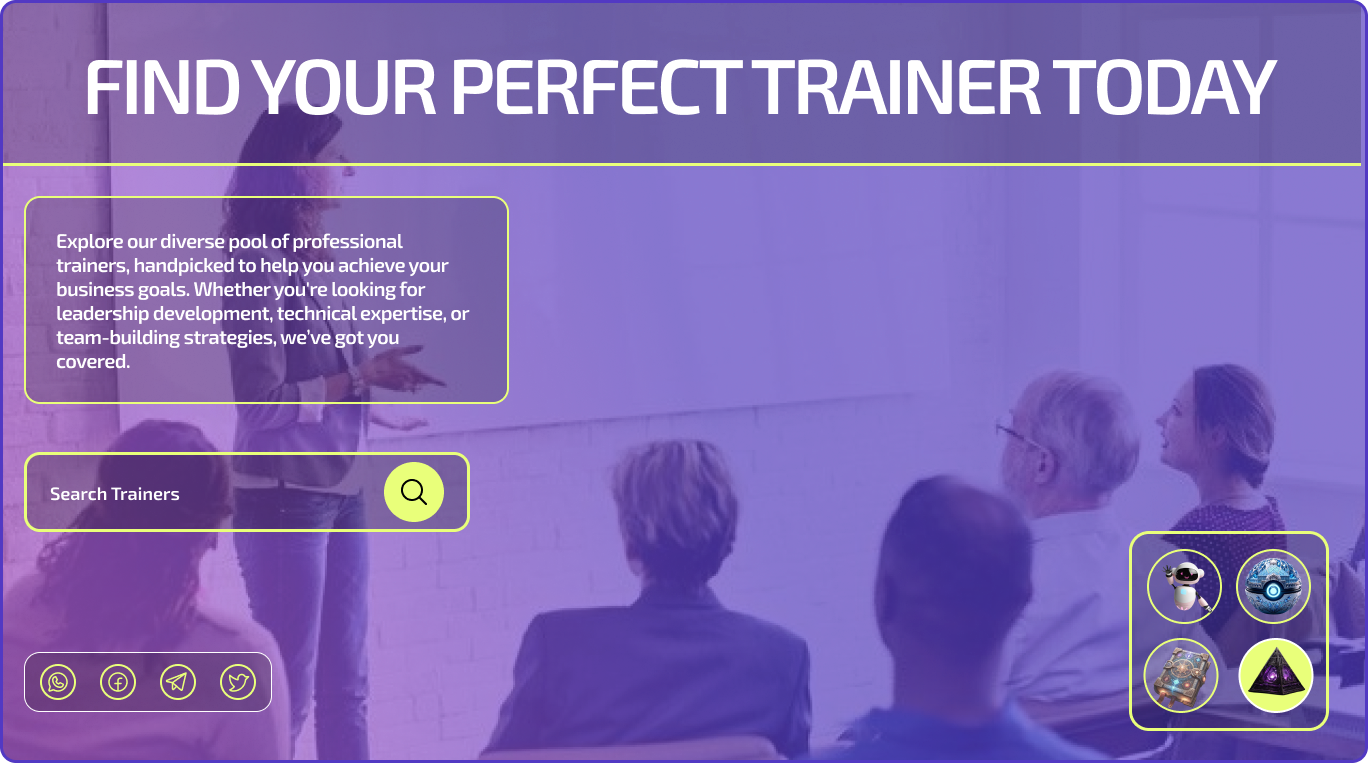 FIND YOUR PERFECT TRAINER TODAY
Explore our diverse pool of professional
trainers, handpicked to help you achieve your
business goals. Whether you're looking for
leadership development, technical expertise, or
team-building strategies, we've got you
covered.
Search Trainers